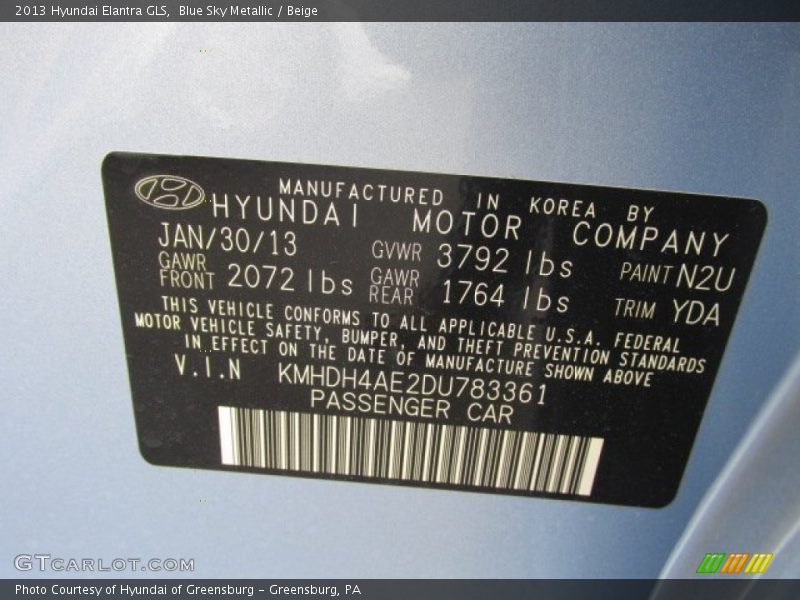 2013 Hyundai Elantra GLS,  Blue Sky Metallic / Beige
MANUFACTURED IN KOREA BY
HYUNDAI MOTOR COMPANY
JAN/30/13 GVWR 3792 lbs PAINT N2U
GAWR FRONT 2072 lbs GAWR REAR 1764 lbs TRIM YDA
THIS VEHICLE CONFORMS TO ALL APPLICABLE U.S.A. FEDERAL
MOTOR VEHICLE SAFETY, BUMPER, AND THEFT PREVENTION STANDARDS
IN EFFECT ON THE DATE OF MANUFACTURE SHOWN ABOVE
V.I.N KMHDH4AE2DU783361
PASSENGER CAR
GTCARLOT.COM
Photo Courtesy of Hyundai of Greensburg - Greensburg, PA